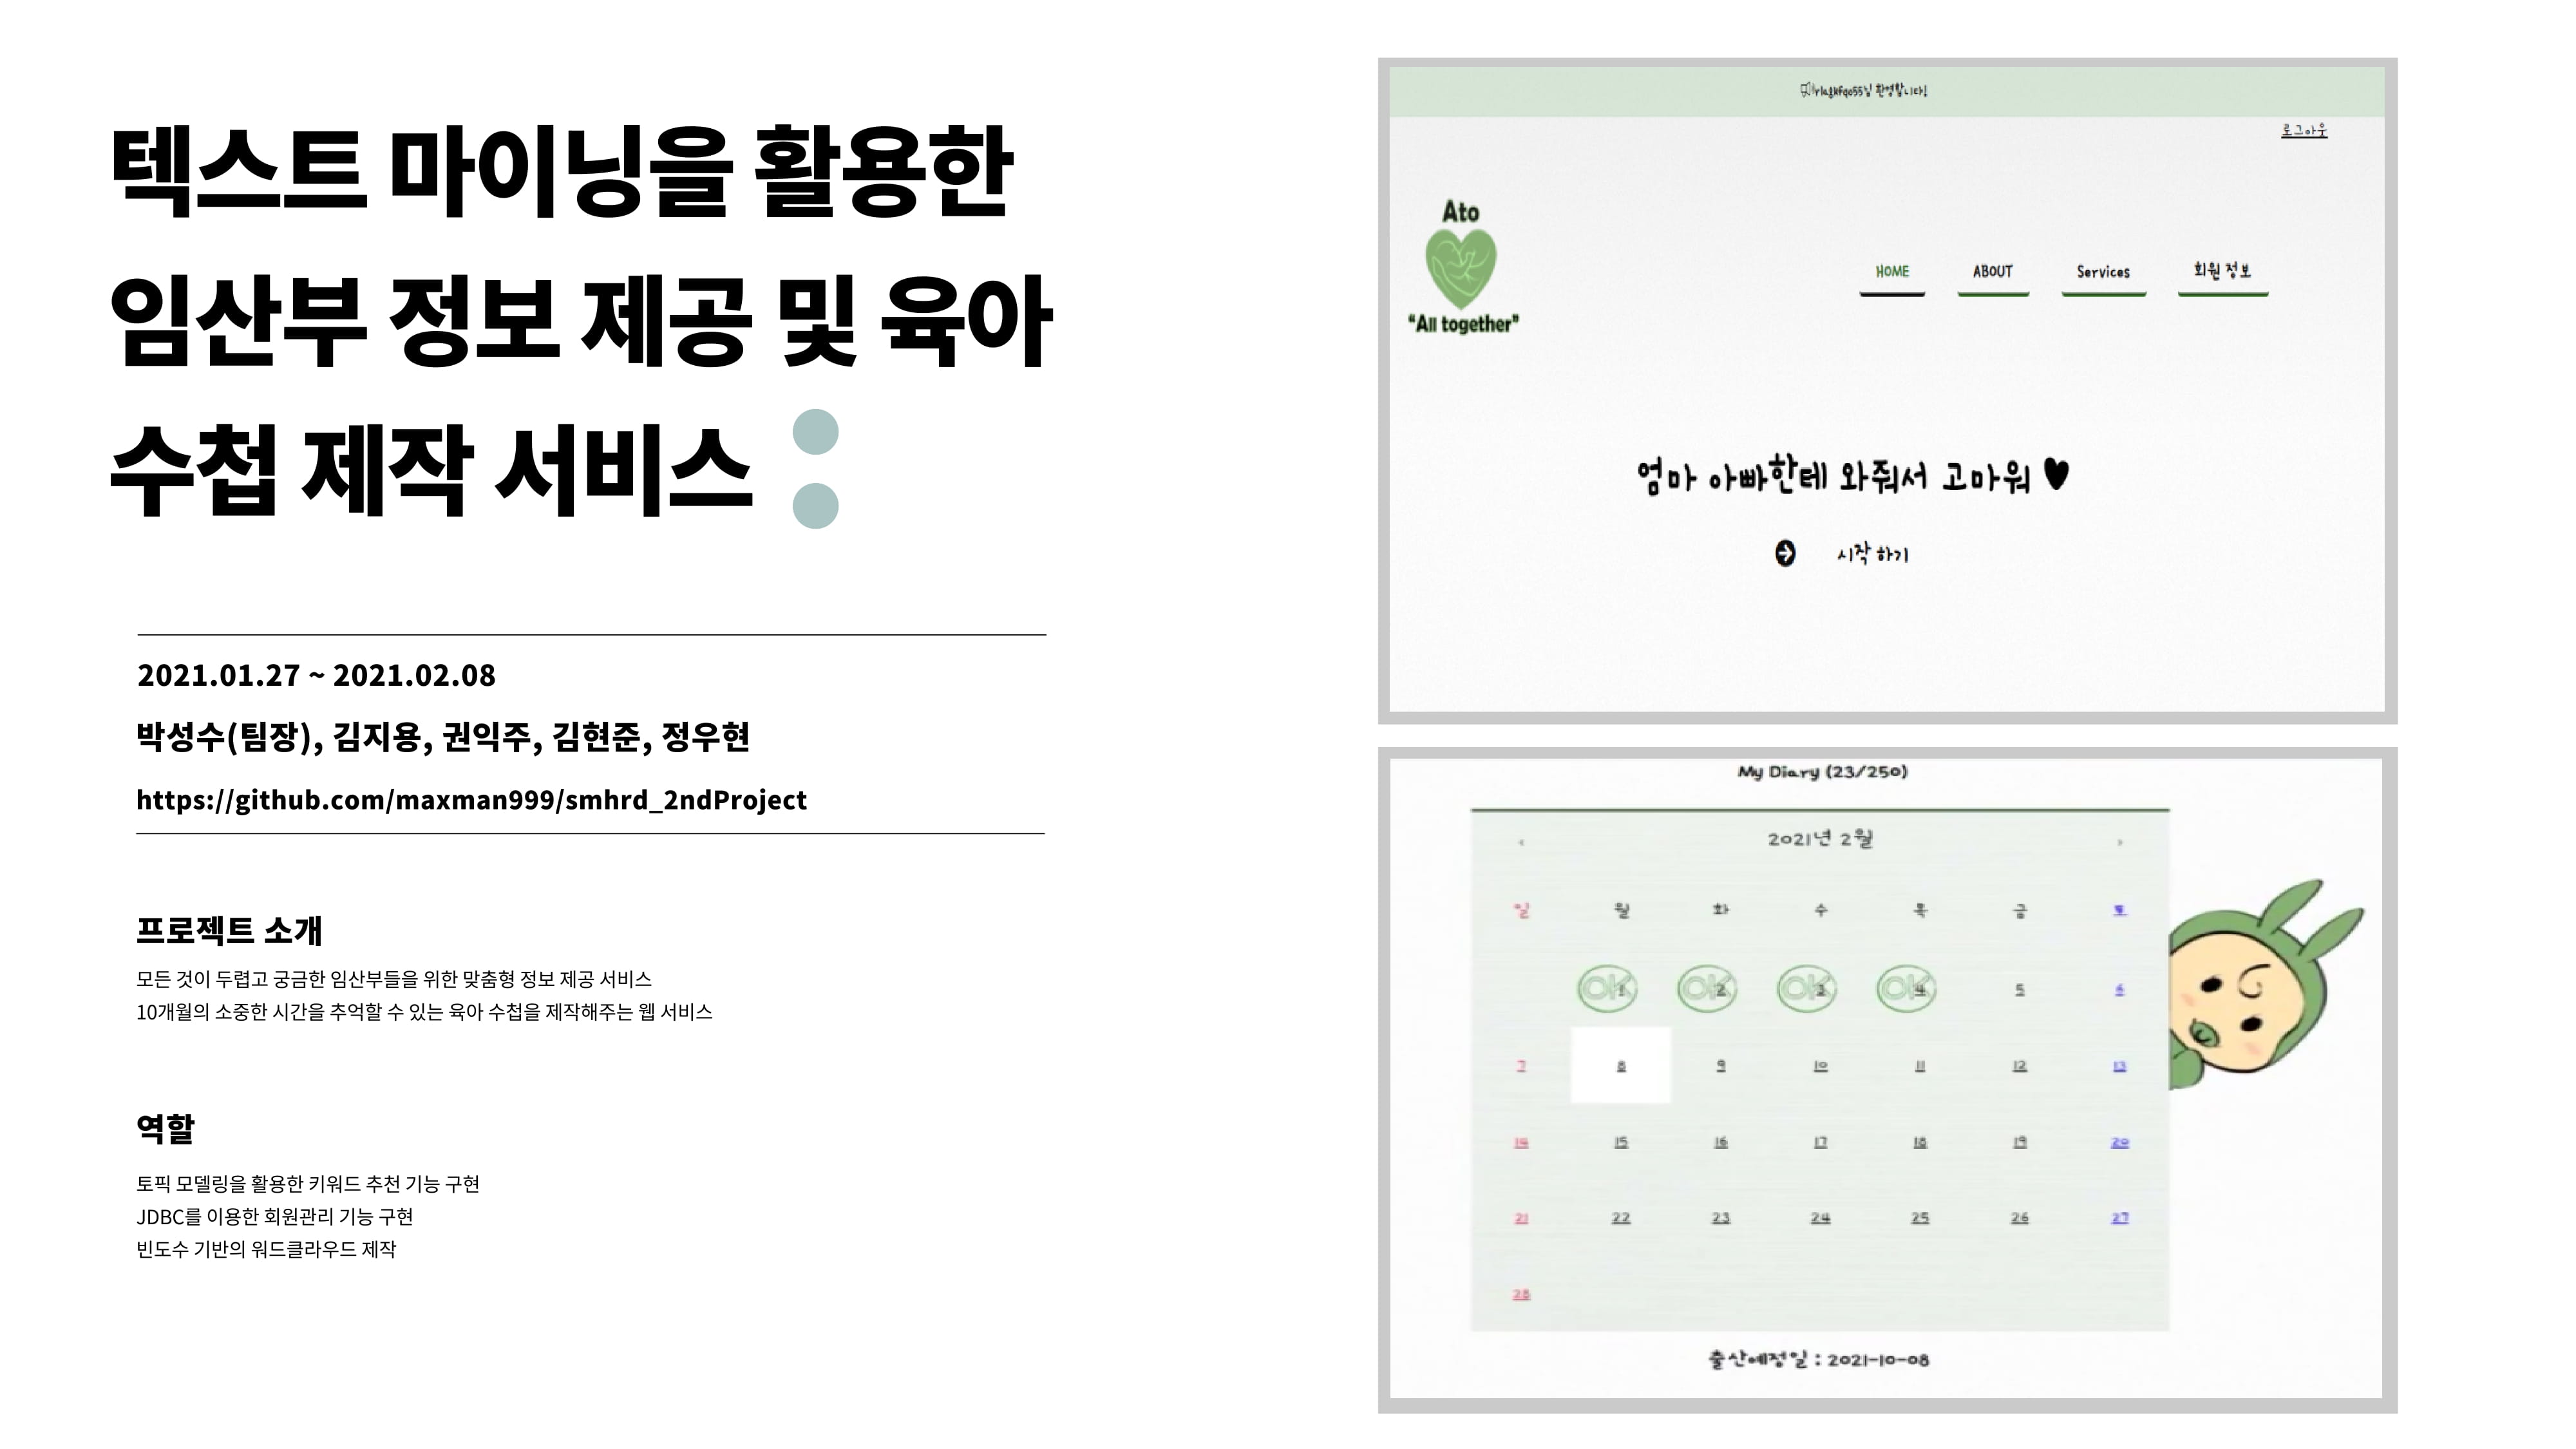 텍스트 마이닝을 활용한
임산부 정보 제공 및 육아
수첩 제작 서비스
2021.01.27 ~ 2021.02.08
박성수(팀장), 김지용, 권익주, 김현준, 정우현
https://github.com/maxman999/smhrd_2ndProject
프로젝트 소개
모든 것이 두렵고 궁금한 임산부들을 위한 맞춤형 정보 제공 서비스
10개월의 소중한 시간을 추억할 수 있는 육아 수첩을 제작해주는 웹 서비스
역할
토픽 모델링을 활용한 키워드 추천 기능 구현
JDBC를 이용한 회원관리 기능 구현
빈도수 기반의 워드클라우드 제작
환영합니다!
로그아웃
Ato
"All together"
HOME ABOUT Services 회원 정보
엄마 아빠한테 와줘서 고마워 ♥
시작 하기
My Diary (23/250)
2021년 2월
일 월 화 수 목 금 토
OK 1 OK 2 OK 3 OK 4 5 6
7 8 9 10 11 12 13
14 15 16 17 18 19 20
21 22 23 24 25 26 27
28
출산예정일 : 2021-10-08